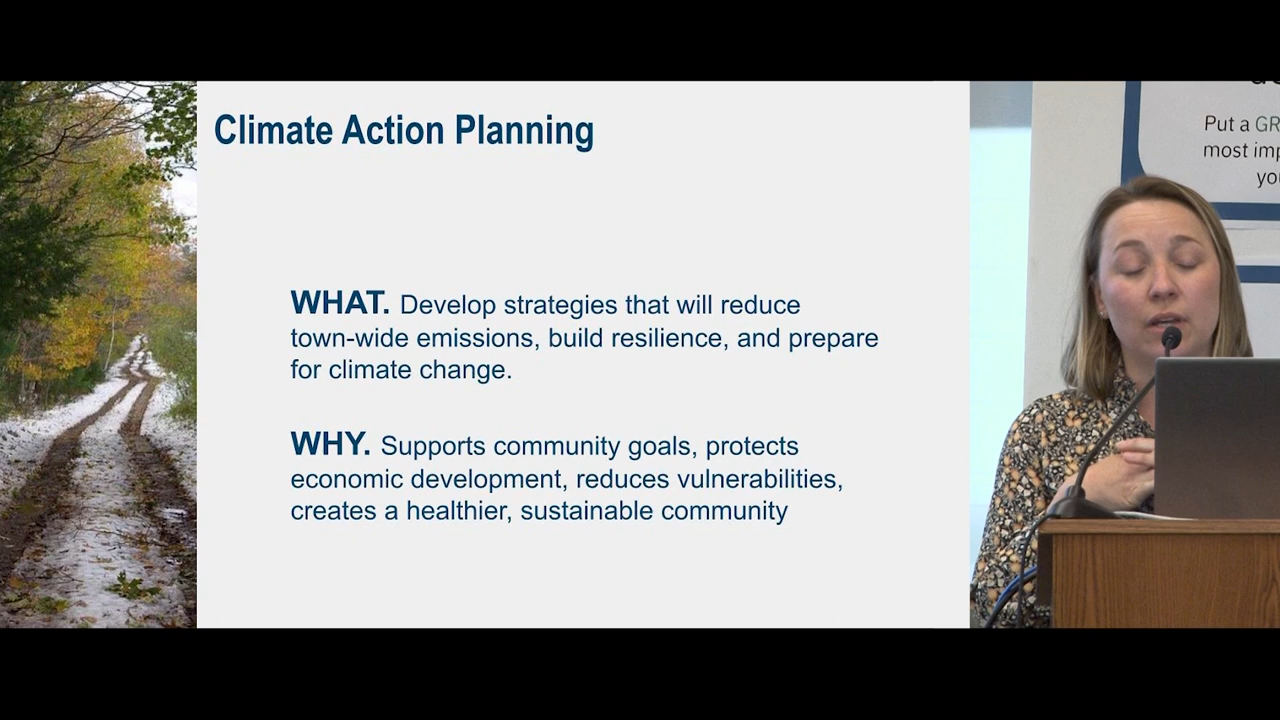 Climate Action Planning
WHAT. Develop strategies that will reduce
town-wide emissions, build resilience, and prepare
for climate change.
WHY. Supports community goals, protects
economic development, reduces vulnerabilities,
creates a healthier, sustainable community
Put a
most